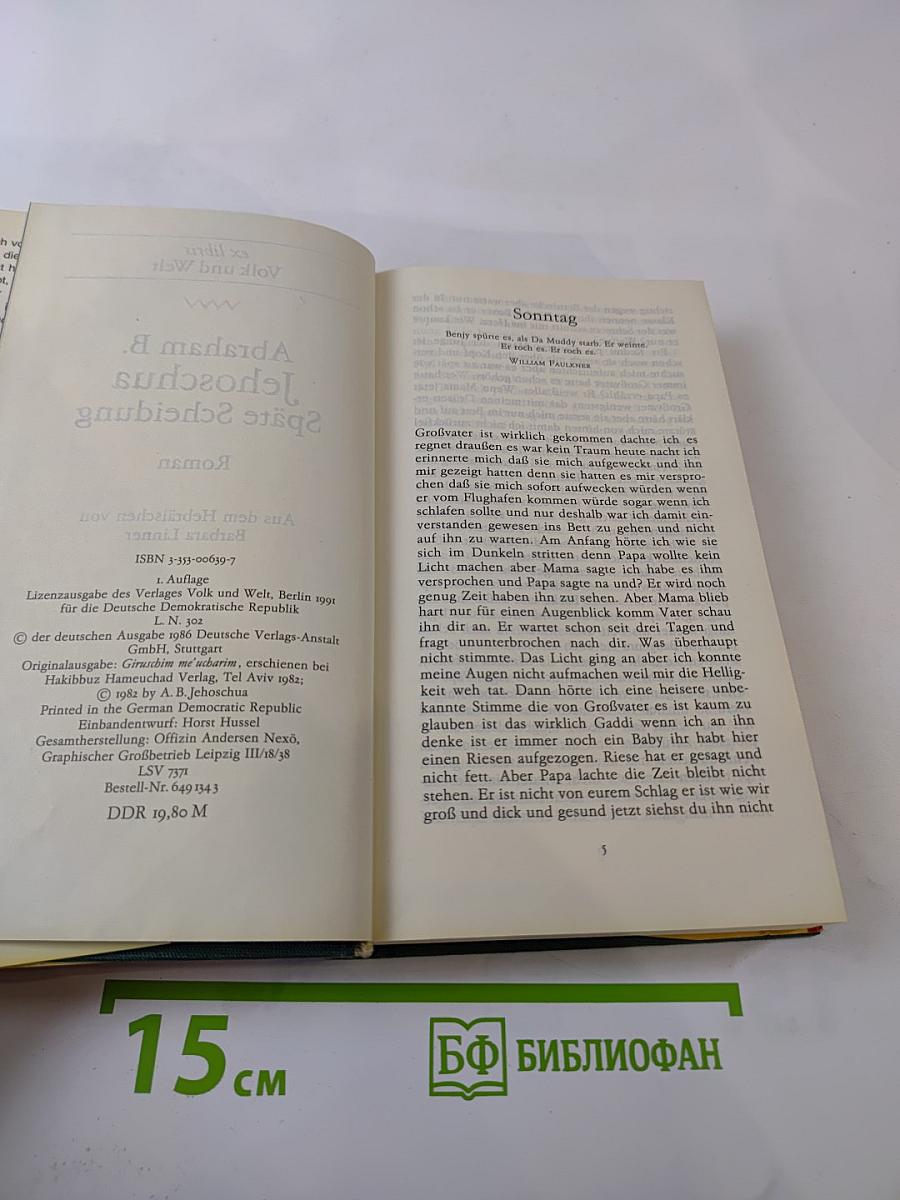 ex libris
Volk und Welt
Abraham B.
Jehoschua
Späte Scheidung
Roman
Aus dem Hebräischen von
Barbara Linner
ISBN 3-353-00639-7
1. Auflage
Lizenzausgabe des Verlages Volk und Welt, Berlin 1991
für die Deutsche Demokratische Republik
L. N. 302
© der deutschen Ausgabe 1986 Deutsche Verlags-Anstalt
GmbH, Stuttgart
Originalausgabe: Giruschim me'ucharim, erschienen bei
Hakibbuz Hameuchad Verlag, Tel Aviv 1982;
© 1982 by A. B. Jehoschua
Printed in the German Democratic Republic
Einbandentwurf: Horst Hussel
Gesamtherstellung: Offizin Andersen Nexö,
Graphischer Großbetrieb Leipzig III/18/38
LSV 7371
Bestell-Nr. 649 134 3
DDR 19,80 M
Sonntag
Benjy spürte es, als Da Muddy starb. Er weinte.
Er roch es. Er roch es.
William Faulkner
Großvater ist wirklich gekommen dachte ich es
regnet draußen es war kein Traum heute nacht ich
erinnerte mich daß sie mich aufgeweckt und ihn
mir gezeigt hatten denn sie hatten es mir verspro-
chen daß sie mich sofort aufwecken würden wenn
er vom Flughafen kommen würde sogar wenn ich
schlafen sollte und nur deshalb war ich damit ein-
verstanden gewesen ins Bett zu gehen und nicht
auf ihn zu warten. Am Anfang hörte ich wie sie
sich im Dunkeln stritten denn Papa wollte kein
Licht machen aber Mama sagte ich habe es ihm
versprochen und Papa sagte na und? Er wird noch
genug Zeit haben ihn zu sehen. Aber Mama blieb
hart nur für einen Augenblick komm Vater schau
ihn dir an. Er wartet schon seit drei Tagen und
fragt ununterbrochen nach dir. Was überhaupt
nicht stimmte. Das Licht ging an aber ich konnte
meine Augen nicht aufmachen weil mir die Hellig-
keit weh tat. Dann hörte ich eine heisere unbe-
kannte Stimme die von Großvater es ist kaum zu
glauben ist das wirklich Gaddi wenn ich an ihn
denke ist er immer noch ein Baby ihr habt hier
einen Riesen aufgezogen. Riese hat er gesagt und
nicht fett. Aber Papa lachte die Zeit bleibt nicht
stehen. Er ist nicht von eurem Schlag er ist wie wir
groß und dick und gesund jetzt siehst du ihn nicht
5
15 см
БФ БИБЛИОФАН